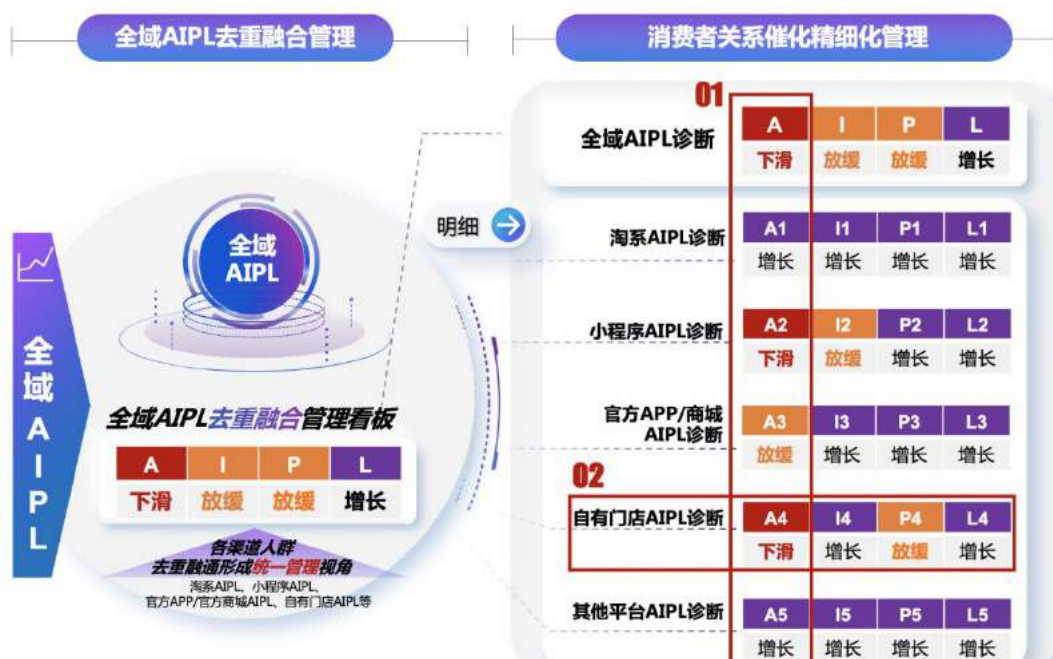 全域AIPL去重融合管理
消费者关系催化精细化管理
全域AIPL
全域
AIPL
全域AIPL去重融合管理看板
A I P L
下滑 放缓 放缓 增长
各渠道人群
去重融通形成统一管理视角
淘系AIPL、小程序AIPL、
官方APP/官方商城AIPL、自有门店AIPL等
明细
01
全域AIPL诊断
A I P L
下滑 放缓 放缓 增长
淘系AIPL诊断
A1 I1 P1 L1
增长 增长 增长 增长
小程序AIPL诊断
A2 I2 P2 L2
下滑 放缓 增长 增长
官方APP/商城
AIPL诊断
A3 I3 P3 L3
放缓 增长 增长 增长
02
自有门店AIPL诊断
A4 I4 P4 L4
下滑 增长 放缓 增长
其他平台AIPL诊断
A5 I5 P5 L5
增长 增长 增长 增长